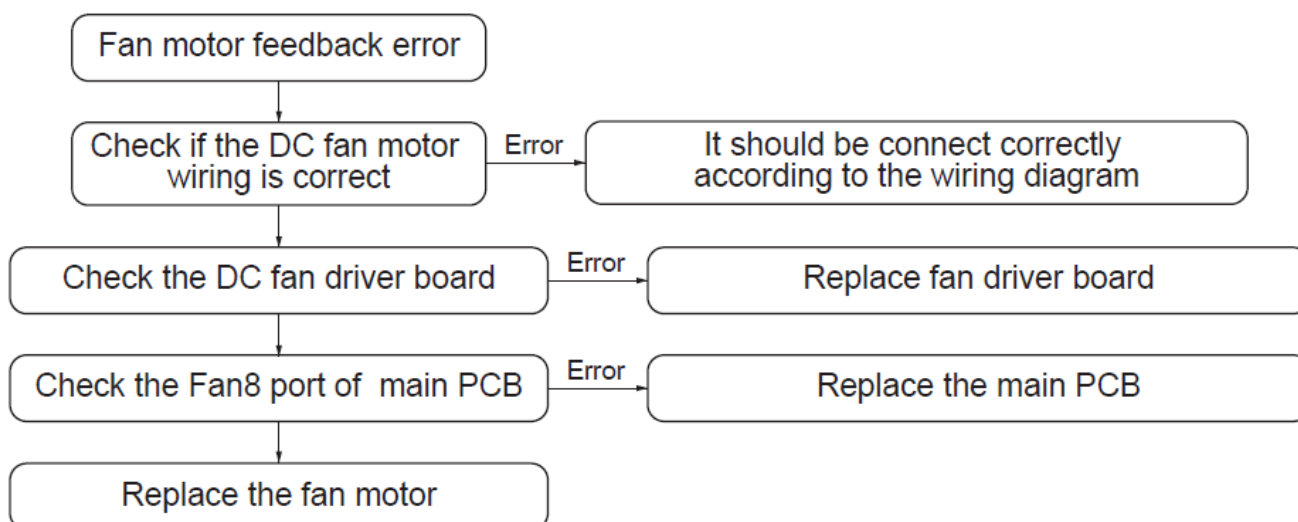 Fan motor feedback error
Check if the DC fan motor
wiring is correct
Error
It should be connect correctly
according to the wiring diagram
Check the DC fan driver board
Error
Replace fan driver board
Check the Fan8 port of main PCB
Error
Replace the main PCB
Replace the fan motor